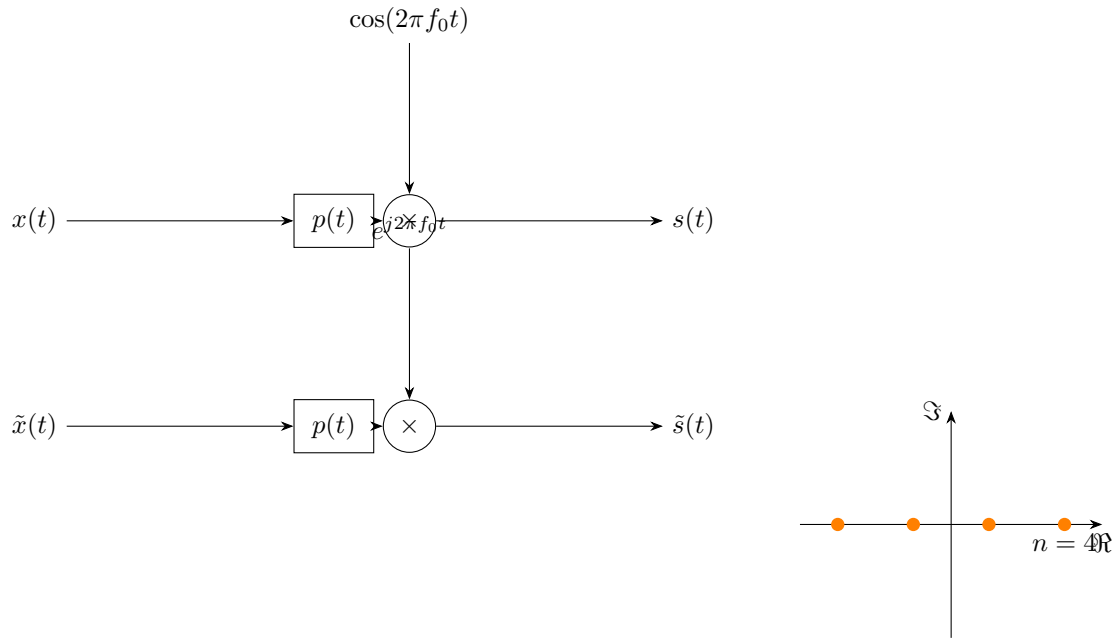 cos(2πf₀t)
x(t) p(t) × s(t)
e^{j2πf₀t}
x̃(t) p(t) × s̃(t)
ℑ
n = 4 ℜ